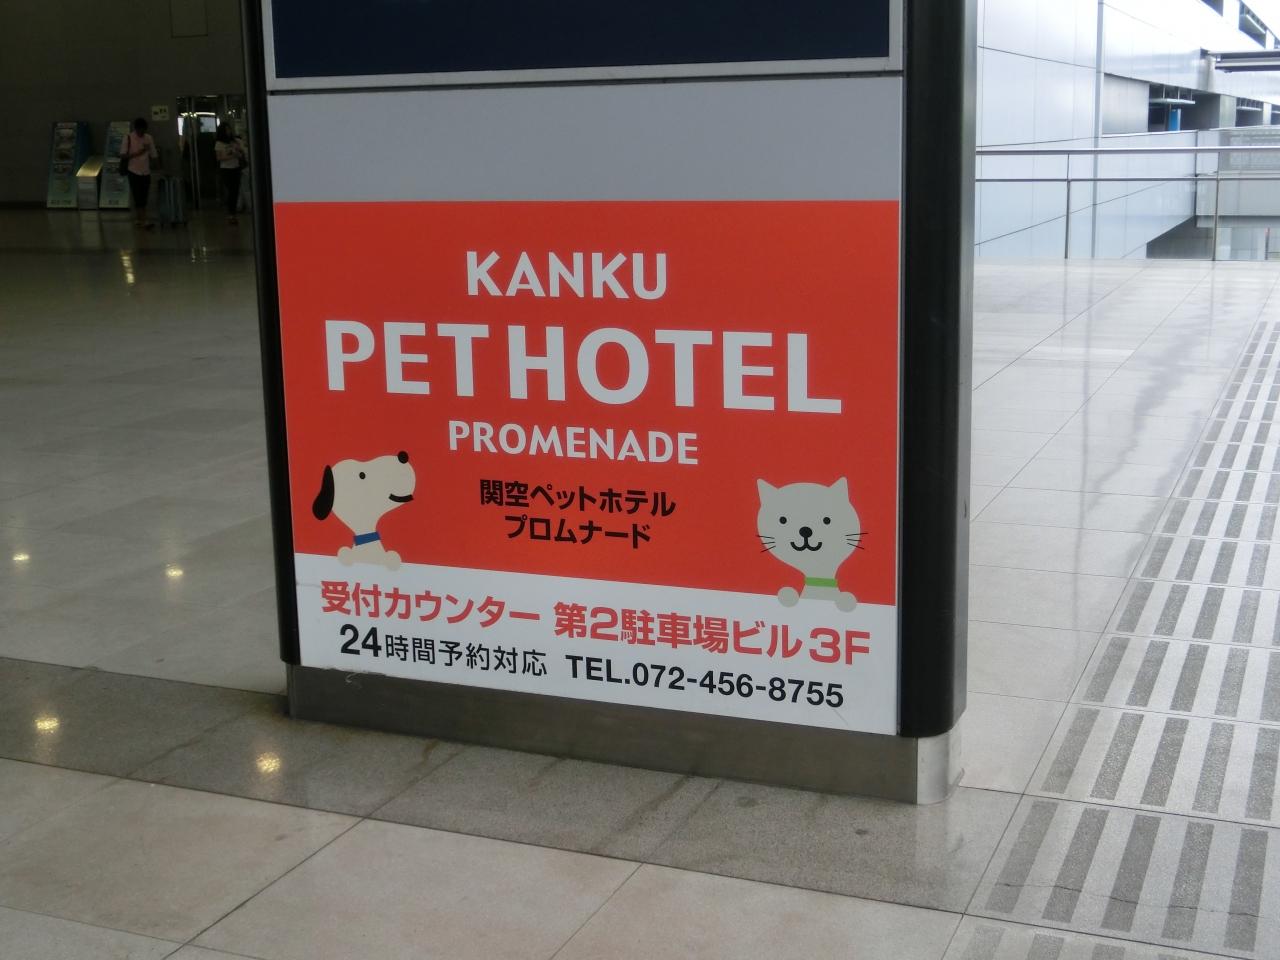 KANKU
PET HOTEL
PROMENADE
関空ペットホテル
プロムナード
受付カウンター 第2駐車場ビル3F
24時間予約対応 TEL.072-456-8755